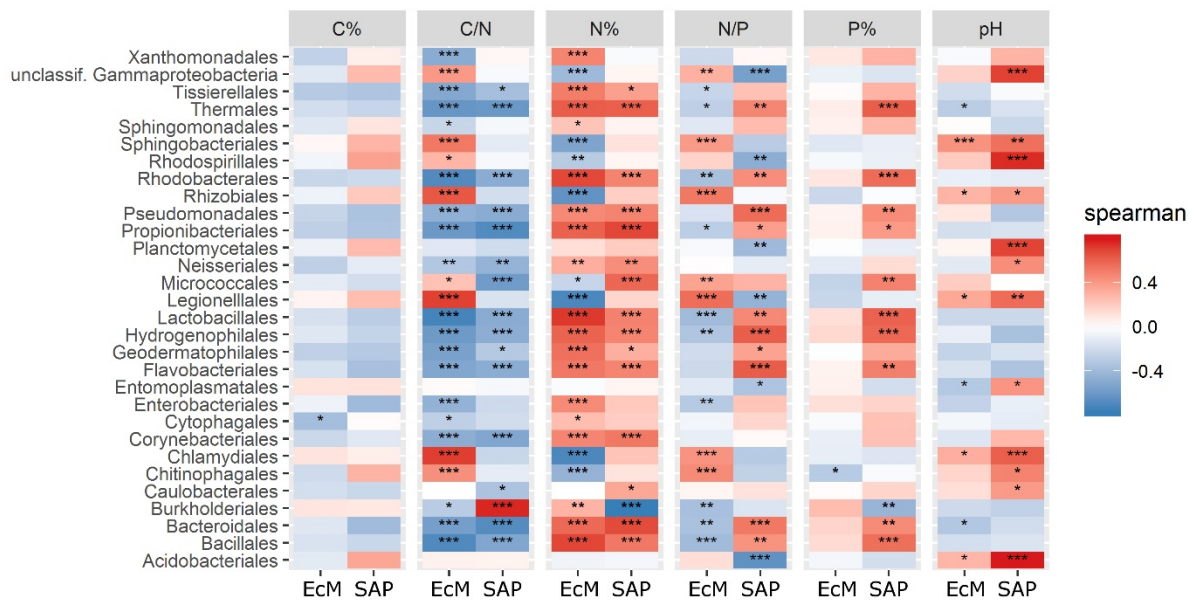 C% C/N N% N/P P% pH
Xanthomonadales *** ***
unclassif. Gammaproteobacteria *** *** ** *** ***
Tissierellales *** * *** * *
Thermales *** *** *** *** * ** *** *
Sphingomonadales * *
Sphingobacteriales *** *** *** *** **
Rhodospirillales * ** ** ***
Rhodobacterales *** *** *** *** ** ** ***
Rhizobiales *** *** *** * *
Pseudomonadales *** *** *** *** *** **
Propionibacteriales *** *** *** *** * * *
Planctomycetales ** ***
Neisseriales ** ** ** ** *
Micrococcales * *** * *** ** **
Legionelllales *** *** *** ** * **
Lactobacillales *** *** *** *** *** ** ***
Hydrogenophilales *** *** *** *** ** *** ***
Geodermatophilales *** * *** * *
Flavobacteriales *** *** *** *** *** **
Entomoplasmatales * * *
Enterobacteriales *** *** **
Cytophagales * * *
Corynebacteriales *** *** *** ***
Chlamydiales *** *** *** * ***
Chitinophagales *** *** *** * *
Caulobacterales * * *
Burkholderiales * *** ** *** ** **
Bacteroidales *** *** *** *** ** *** ** *
Bacillales *** *** *** *** *** ** ***
Acidobacteriales *** * ***
EcM SAP EcM SAP EcM SAP EcM SAP EcM SAP EcM SAP
spearman
0.4
0.0
-0.4